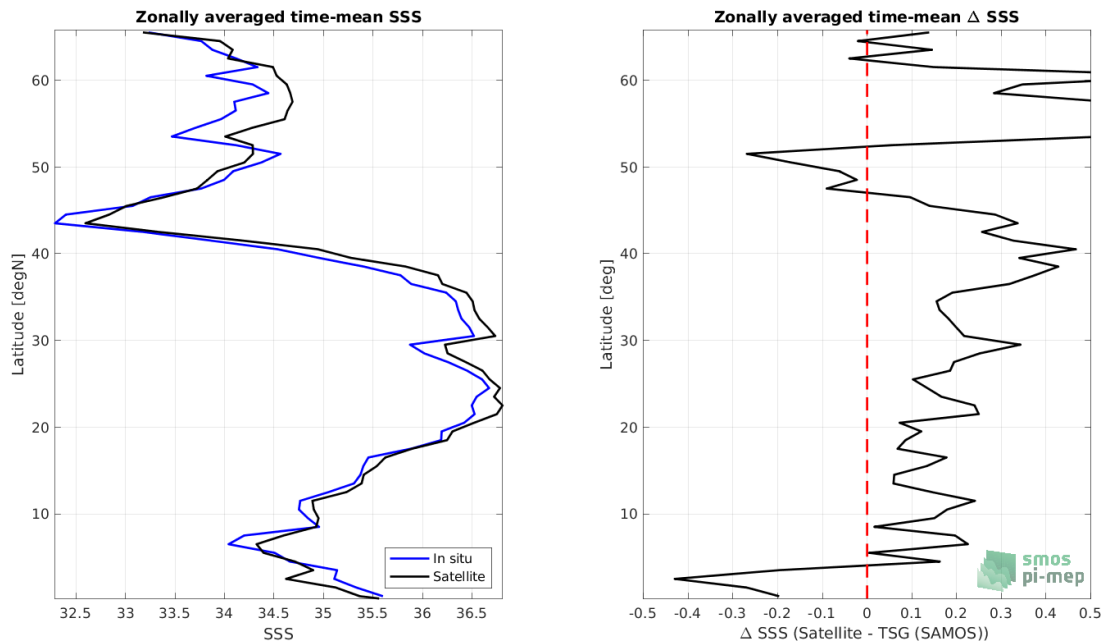 Zonally averaged time-mean SSS
Latitude [degN]
60
50
40
30
20
10
32.5 33 33.5 34 34.5 35 35.5 36 36.5
SSS
In situ
Satellite
Zonally averaged time-mean Δ SSS
Latitude [deg]
60
50
40
30
20
10
-0.5 -0.4 -0.3 -0.2 -0.1 0 0.1 0.2 0.3 0.4 0.5
Δ SSS (Satellite - TSG (SAMOS))
smos
pi-mep